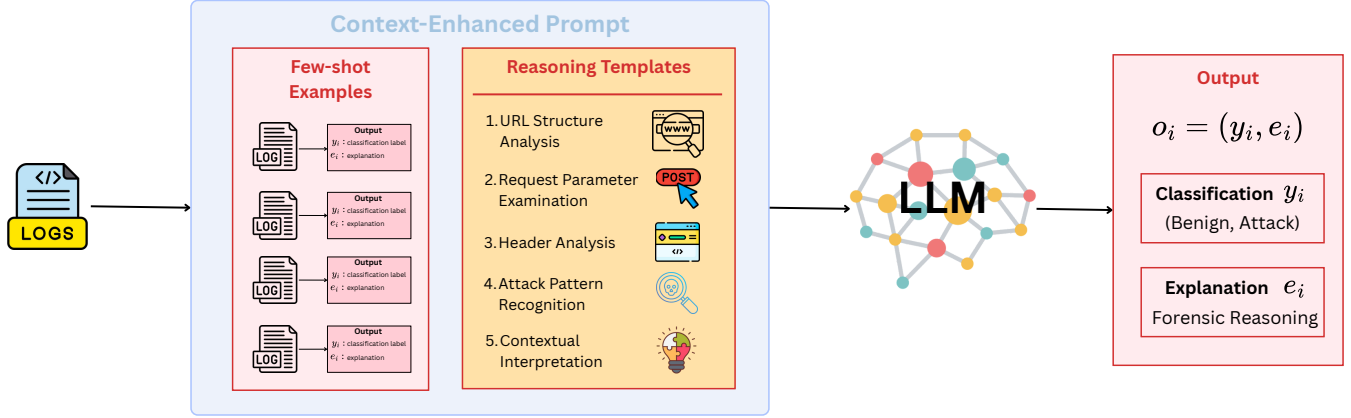 Context-Enhanced Prompt
LOGS
Few-shot
Examples
LOG
Output
yᵢ : classification label
eᵢ : explanation
LOG
Output
yᵢ : classification label
eᵢ : explanation
LOG
Output
yᵢ : classification label
eᵢ : explanation
LOG
Output
yᵢ : classification label
eᵢ : explanation
Reasoning Templates
1. URL Structure
Analysis
WWW
2. Request Parameter
Examination
POST
3. Header Analysis
</>
4. Attack Pattern
Recognition
5. Contextual
Interpretation
</>
LLM
Output
oᵢ = (yᵢ, eᵢ)
Classification yᵢ
(Benign, Attack)
Explanation eᵢ
Forensic Reasoning